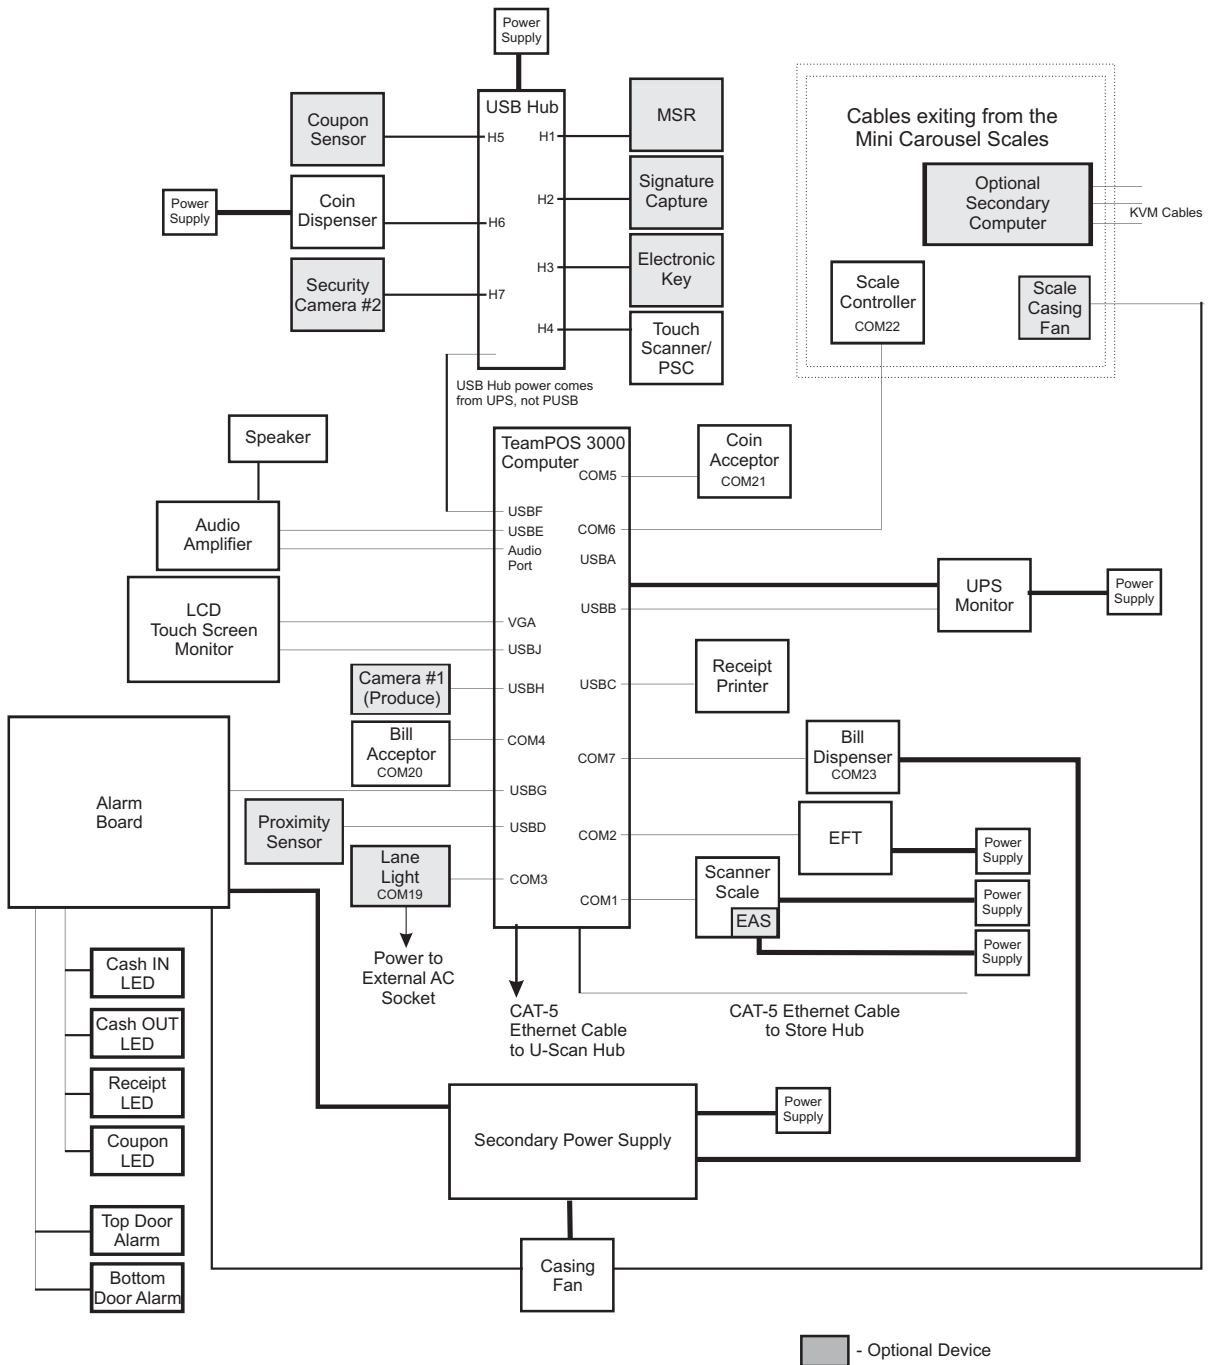 Power
Supply
USB Hub
Coupon
Sensor
H5
H1
MSR
Power
Supply
Coin
Dispenser
H6
H2
Signature
Capture
Security
Camera #2
H7
H3
Electronic
Key
H4
Touch
Scanner/
PSC
USB Hub power comes
from UPS, not PUSB
Cables exiting from the
Mini Carousel Scales
Optional
Secondary
Computer
KVM Cables
Scale
Controller
COM22
Scale
Casing
Fan
Speaker
Audio
Amplifier
LCD
Touch Screen
Monitor
Camera #1
(Produce)
Bill
Acceptor
COM20
Alarm
Board
Proximity
Sensor
Lane
Light
COM19
Power to
External AC
Socket
TeamPOS 3000
Computer
USBF
USBE
Audio
Port
VGA
USBJ
USBH
COM4
USBG
USBD
COM3
COM5
COM6
USBA
USBB
USBC
COM7
COM2
COM1
Coin
Acceptor
COM21
UPS
Monitor
Power
Supply
Receipt
Printer
Bill
Dispenser
COM23
EFT
Power
Supply
Scanner
Scale
EAS
Power
Supply
Power
Supply
CAT-5
Ethernet Cable
to U-Scan Hub
CAT-5 Ethernet Cable
to Store Hub
Cash IN
LED
Cash OUT
LED
Receipt
LED
Coupon
LED
Top Door
Alarm
Bottom
Door Alarm
Secondary Power Supply
Power
Supply
Casing
Fan
- Optional Device